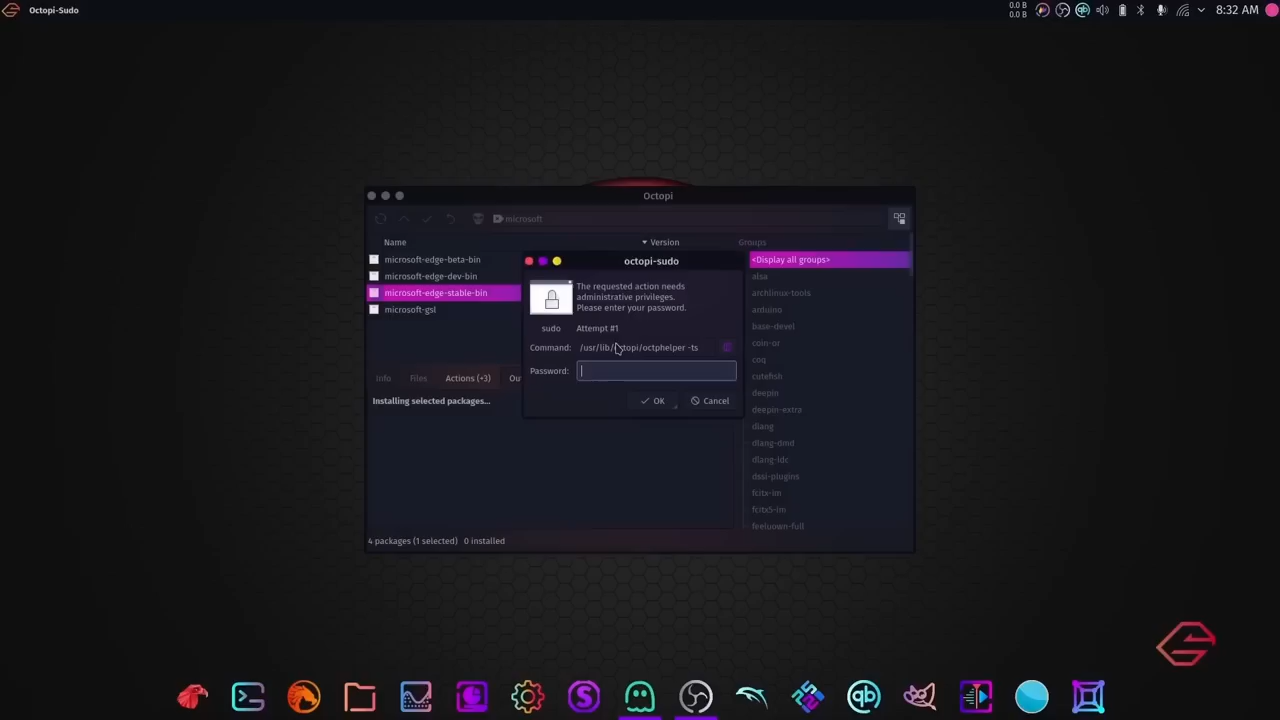 Octopi-Sudo
0.0 B
0.0 B
8:32 AM
Octopi
microsoft
Name
Version
Groups
microsoft-edge-beta-bin
microsoft-edge-dev-bin
microsoft-edge-stable-bin
microsoft-gsl
octopi-sudo
The requested action needs
administrative privileges.
Please enter your password.
sudo
Attempt #1
Command: /usr/lib/octopi/octphelper -ts
Password:
OK
Cancel
<Display all groups>
alsa
archlinux-tools
arduino
base-devel
coin-or
coq
cutefish
deepin
deepin-extra
dlang
dlang-dmd
dlang-ldc
dssi-plugins
fcitx-im
fcitx5-im
feeluown-full
Info
Files
Actions (+3)
Ou
Installing selected packages...
4 packages (1 selected) 0 installed